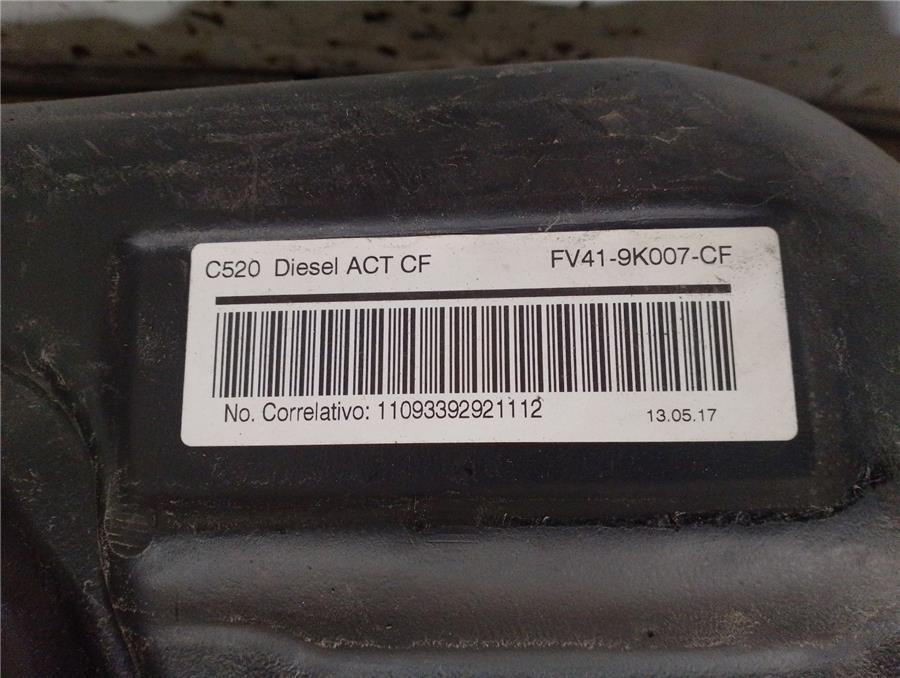 C520 Diesel ACT CF FV41-9K007-CF
No. Correlativo: 11093392921112 13.05.17